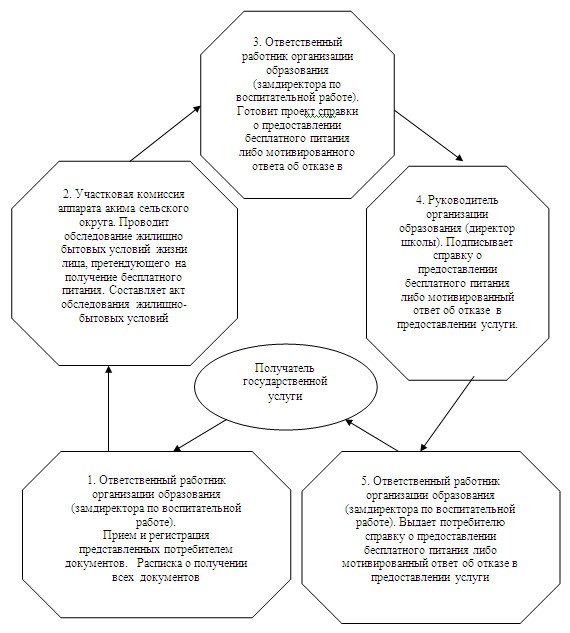 3. Ответственный
работник организации
образования
(замдиректора по
воспитательной работе).
Готовит проект справки
о предоставлении
бесплатного питания
либо мотивированного
ответа об отказе в
2. Участковая комиссия
аппарата акима сельского
округа. Проводит
обследование жилищно
бытовых условий жизни
лица, претендующего на
получение бесплатного
питания. Составляет акт
обследования жилищно-
бытовых условий
4. Руководитель
организации
образования (директор
школы). Подписывает
справку о
предоставлении
бесплатного питания
либо мотивированный
ответ об отказе в
предоставлении услуги.
Получатель
государственной
услуги
1. Ответственный работник
организации образования
(замдиректора по воспитательной
работе).
Прием и регистрация
представленных потребителем
документов. Расписка о получении
всех документов
5. Ответственный работник
организации образования
(замдиректора по воспитательной
работе). Выдает потребителю
справку о предоставлении
бесплатного питания либо
мотивированный ответ об отказе в
предоставлении услуги